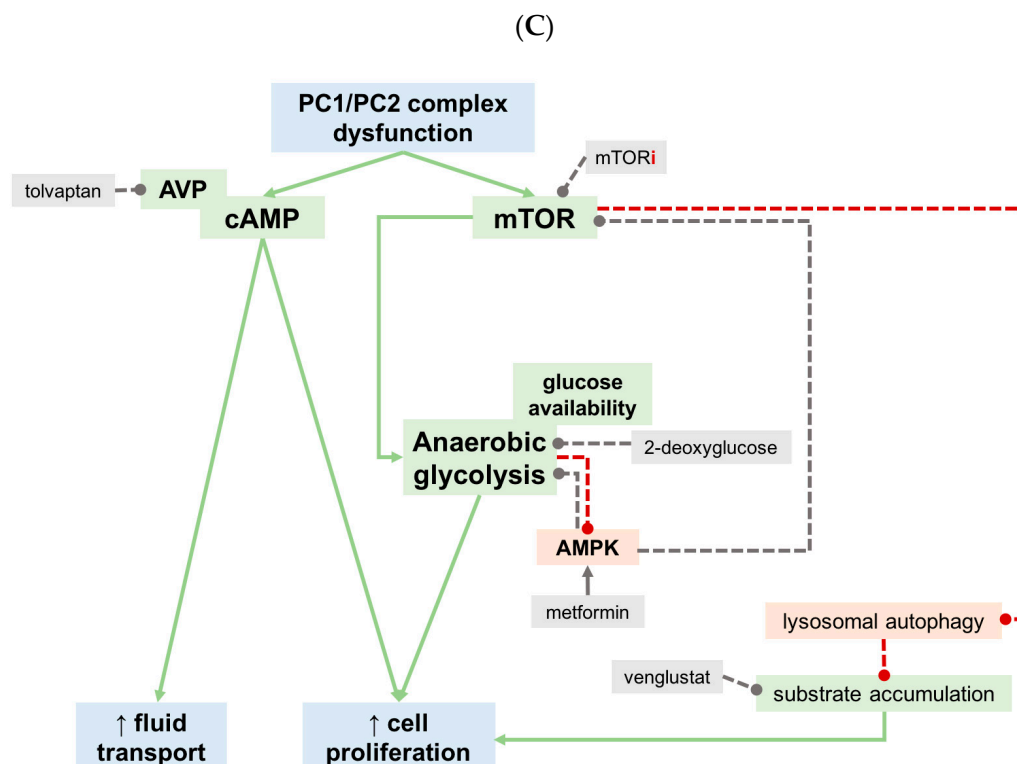 (C)
PC1/PC2 complex
dysfunction
mTORi
tolvaptan
AVP
cAMP
mTOR
glucose
availability
Anaerobic
glycolysis
2-deoxyglucose
AMPK
metformin
lysosomal autophagy
venglustat
substrate accumulation
↑ fluid
transport
↑ cell
proliferation